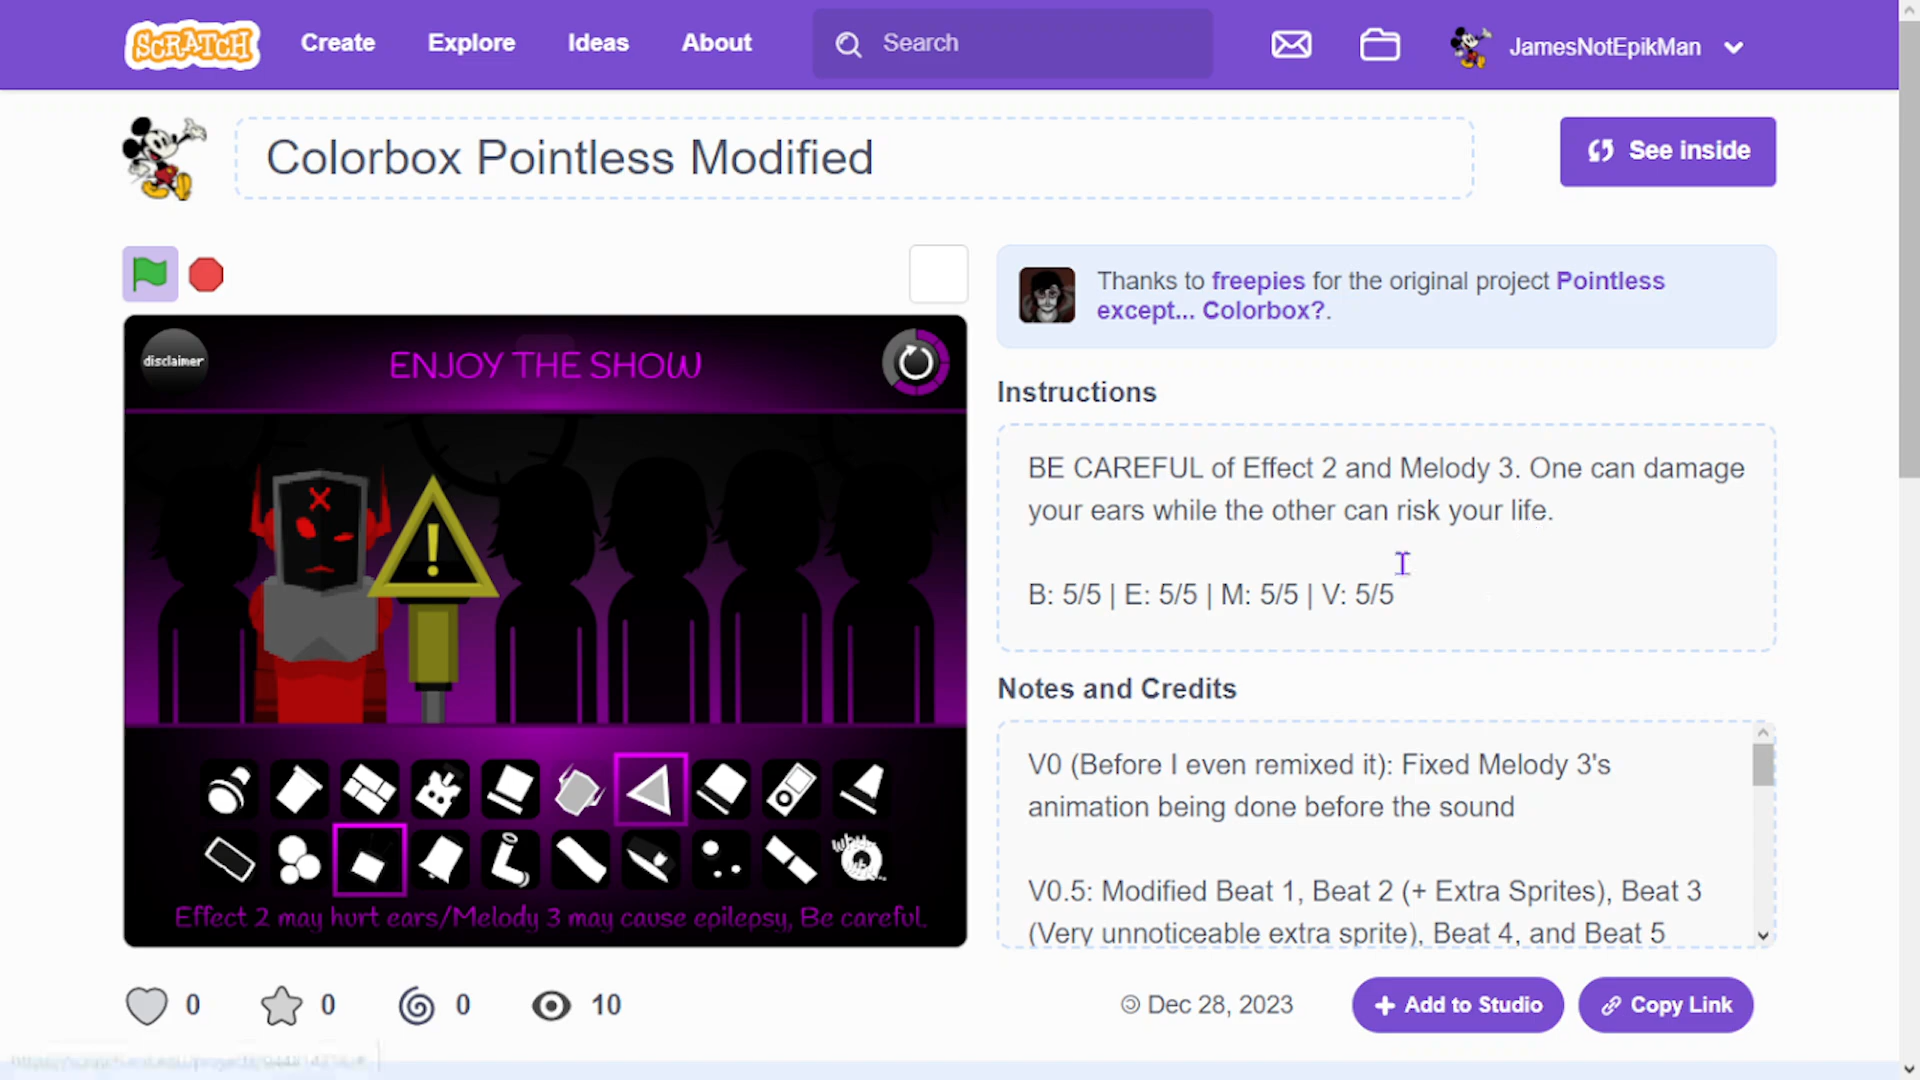 SCRATCH
Create
Explore
Ideas
About
Search
JamesNotEpikMan
Colorbox Pointless Modified
See inside
Thanks to freepies for the original project Pointless
except... Colorbox?.
disclaimer
ENJOY THE SHOW
Instructions
BE CAREFUL of Effect 2 and Melody 3. One can damage
your ears while the other can risk your life.
B: 5/5 | E: 5/5 | M: 5/5 | V: 5/5
Notes and Credits
V0 (Before I even remixed it): Fixed Melody 3's
animation being done before the sound
V0.5: Modified Beat 1, Beat 2 (+ Extra Sprites), Beat 3
(Very unnoticeable extra sprite), Beat 4, and Beat 5
Effect 2 may hurt ears/Melody 3 may cause epilepsy, Be careful.
0
0
0
10
© Dec 28, 2023
Add to Studio
Copy Link